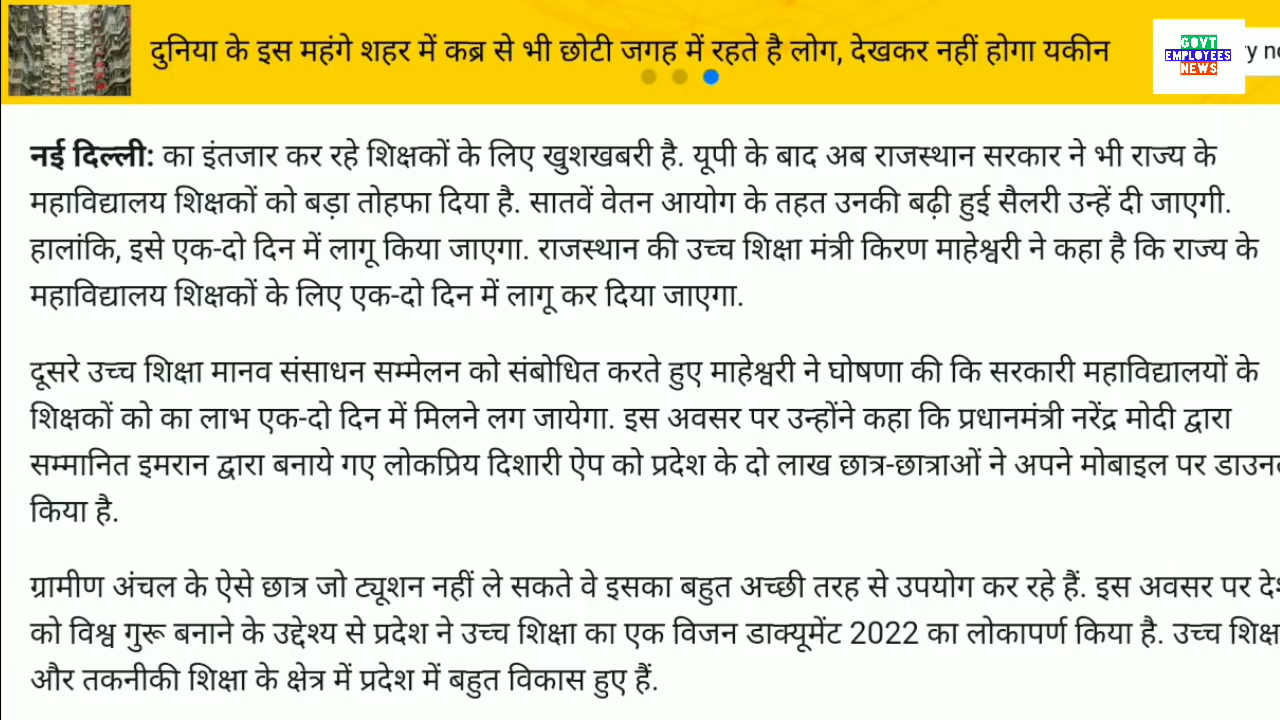 दुनिया के इस महंगे शहर में कब्र से भी छोटी जगह में रहते है लोग, देखकर नहीं होगा यकीन
GOVT
EMPLOYEES
NEWS
नई दिल्ली: का इंतजार कर रहे शिक्षकों के लिए खुशखबरी है. यूपी के बाद अब राजस्थान सरकार ने भी राज्य के
महाविद्यालय शिक्षकों को बड़ा तोहफा दिया है. सातवें वेतन आयोग के तहत उनकी बढ़ी हुई सैलरी उन्हें दी जाएगी.
हालांकि, इसे एक-दो दिन में लागू किया जाएगा. राजस्थान की उच्च शिक्षा मंत्री किरण माहेश्वरी ने कहा है कि राज्य के
महाविद्यालय शिक्षकों के लिए एक-दो दिन में लागू कर दिया जाएगा.
दूसरे उच्च शिक्षा मानव संसाधन सम्मेलन को संबोधित करते हुए माहेश्वरी ने घोषणा की कि सरकारी महाविद्यालयों के
शिक्षकों को का लाभ एक-दो दिन में मिलने लग जायेगा. इस अवसर पर उन्होंने कहा कि प्रधानमंत्री नरेंद्र मोदी द्वारा
सम्मानित इमरान द्वारा बनाये गए लोकप्रिय दिशारी ऐप को प्रदेश के दो लाख छात्र-छात्राओं ने अपने मोबाइल पर
किया है.
ग्रामीण अंचल के ऐसे छात्र जो ट्यूशन नहीं ले सकते वे इसका बहुत अच्छी तरह से उपयोग कर रहे हैं. इस अवसर पर
को विश्व गुरू बनाने के उद्देश्य से प्रदेश ने उच्च शिक्षा का एक विजन डाक्यूमेंट 2022 का लोकापर्ण किया है. उच्च
और तकनीकी शिक्षा के क्षेत्र में प्रदेश में बहुत विकास हुए हैं.